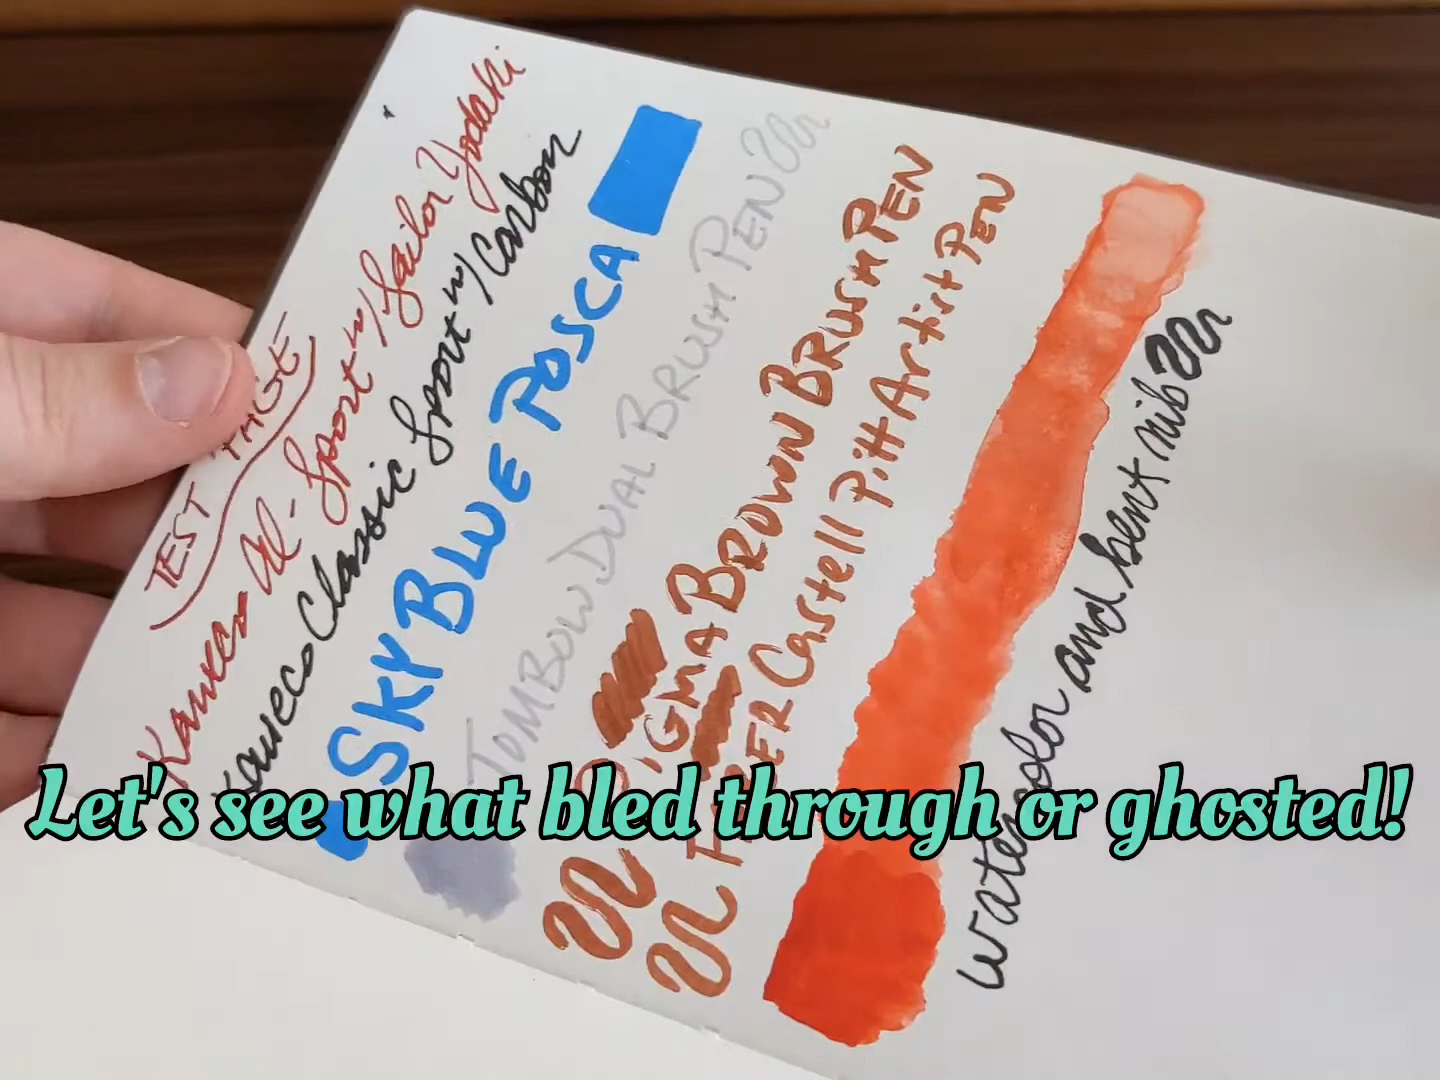 TEST PAGE
Kaweco Al-Sport w/ Sailor Yodaki
Kaweco Classic Sport w/ Carbon
SKY BLUE POSCA
TOMBOW DUAL BRUSH PEN
PIGMA BROWN BRUSH PEN
FABER Castell Pitt Artist PEN
watercolor and bent nib
Let's see what bled through or ghosted!